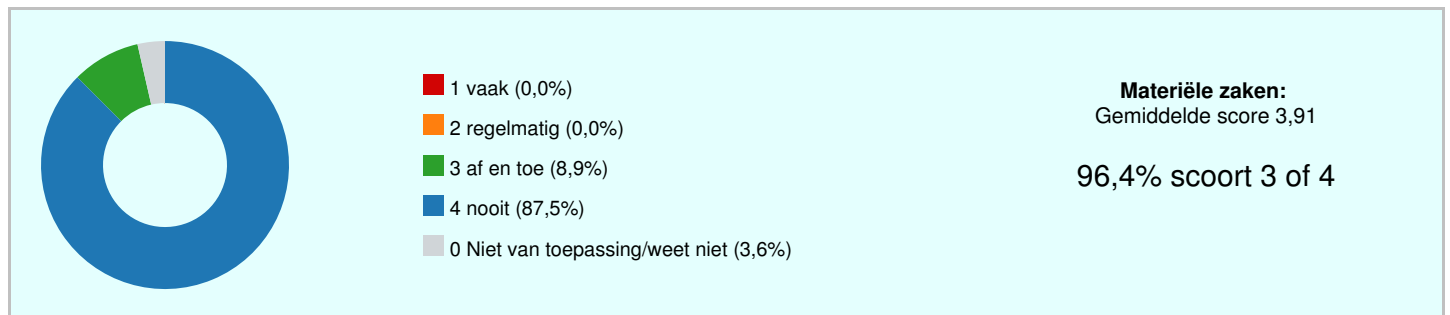 1 vaak (0,0%)
2 regelmatig (0,0%)
3 af en toe (8,9%)
4 nooit (87,5%)
0 Niet van toepassing/weet niet (3,6%)
Materiële zaken:
Gemiddelde score 3,91
96,4% scoort 3 of 4